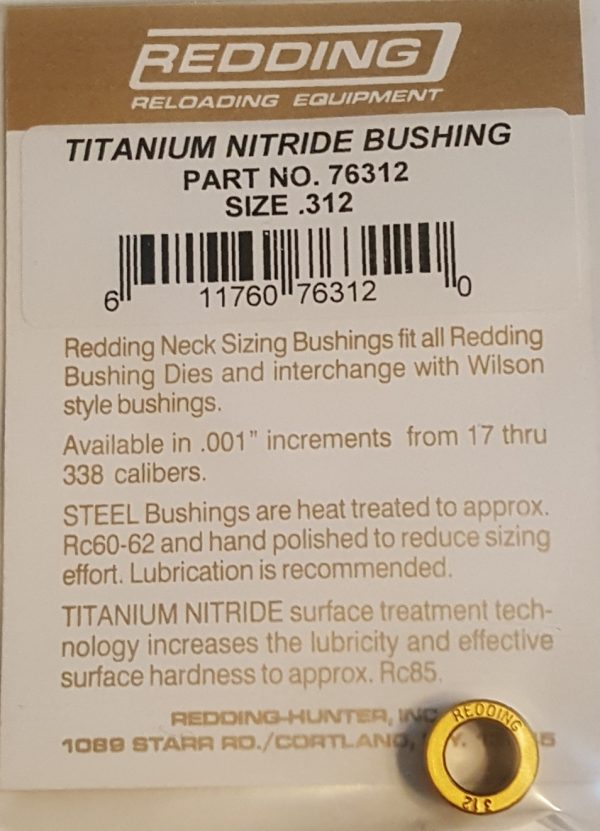 REDDING
RELOADING EQUIPMENT
TITANIUM NITRIDE BUSHING
PART NO. 76312
SIZE .312
6 11760 76312 0
Redding Neck Sizing Bushings fit all Redding
Bushing Dies and interchange with Wilson
style bushings.
Available in .001" increments from 17 thru
338 calibers.
STEEL Bushings are heat treated to approx.
Rc60-62 and hand polished to reduce sizing
effort. Lubrication is recommended.
TITANIUM NITRIDE surface treatment tech-
nology increases the lubricity and effective
surface hardness to approx. Rc85.
REDDING-HUNTER, INC
1089 STARR RD./CORTLAND,
REDDING
312